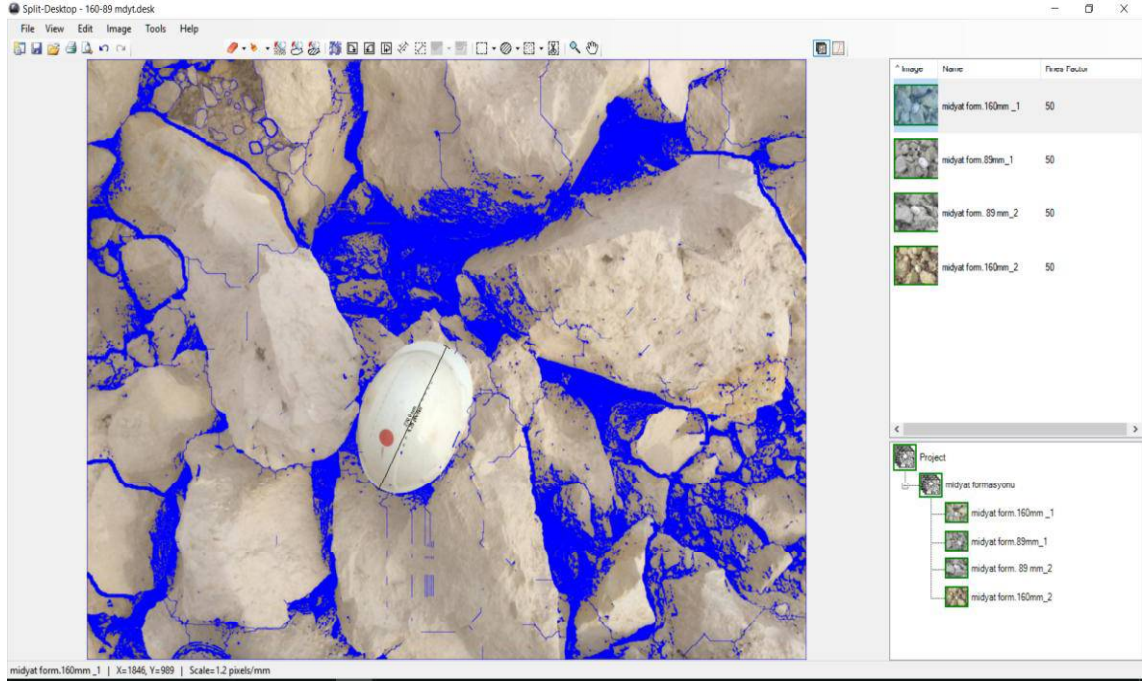 Split-Desktop - 160-89 mdyt.desk
File View Edit Image Tools Help
^ Image Name Fines Factor
midyat form.160mm _1 50
midyat form.89mm_1 50
midyat form. 89 mm_2 50
midyat form.160mm_2 50
Project
midyat formasyonu
midyat form.160mm _1
midyat form.89mm_1
midyat form. 89 mm_2
midyat form.160mm_2
midyat form.160mm _1 | X=1846, Y=989 | Scale=1.2 pixels/mm